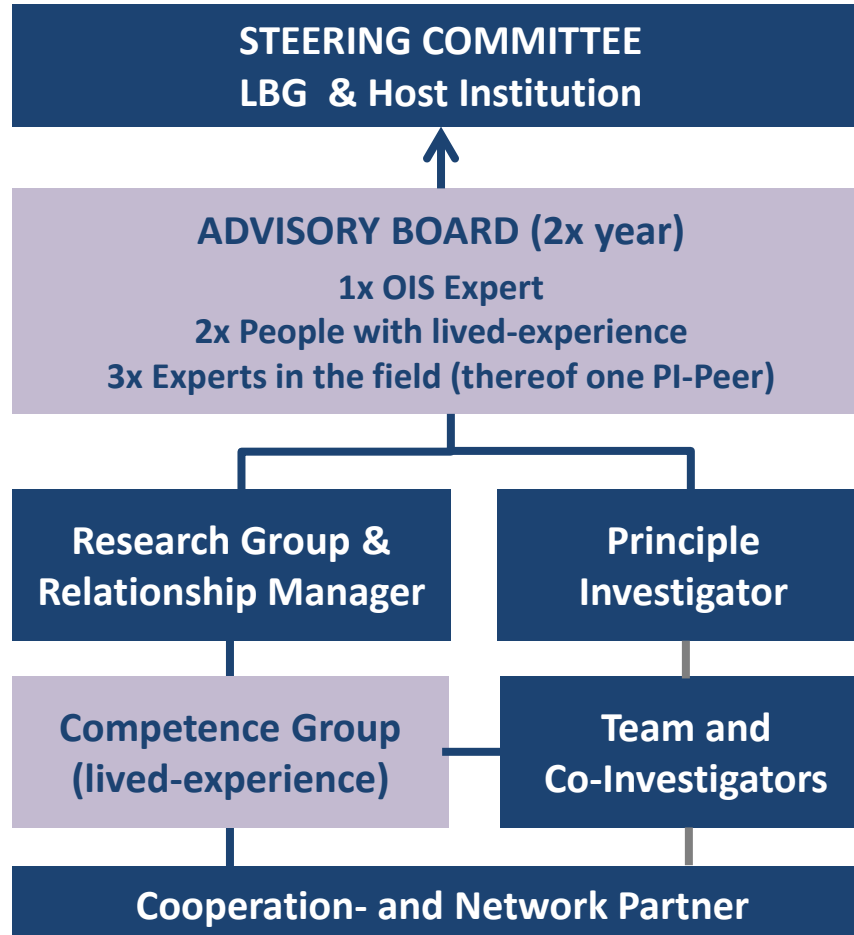 STEERING COMMITTEE
LBG & Host Institution
ADVISORY BOARD (2x year)
1x OIS Expert
2x People with lived-experience
3x Experts in the field (thereof one PI-Peer)
Research Group &
Relationship Manager
Principle
Investigator
Competence Group
(lived-experience)
Team and
Co-Investigators
Cooperation- and Network Partner